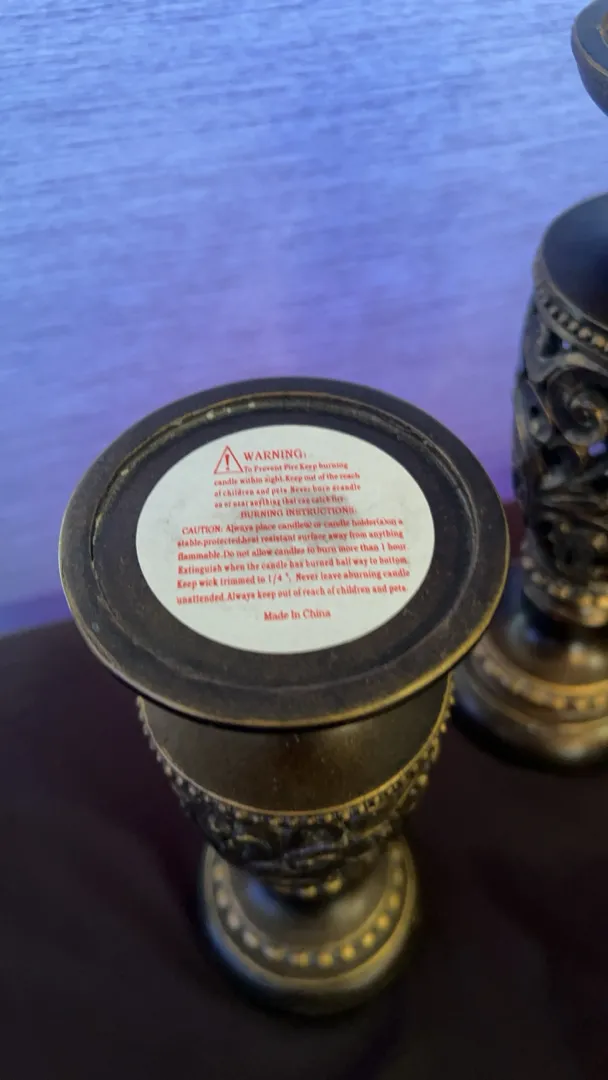 WARNING:
To Prevent Fire Keep burning
candle within sight.Keep out of the reach
of children and pets. Never burn acandle
on or near anything that can catch fire.
BURNING INSTRUCTIONS
CAUTION: Always place candle(s) or candle holder(s)on a
stable.protected.heat resistant surface away from anything
flammable.Do not allow candles to burn more than 1 hour
Extinguish when the candle has burned half way to bottom.
Keep wick trimmed to 1/4 ". Never leave aburning candle
unattended.Always keep out of reach of children and pets.
Made In China